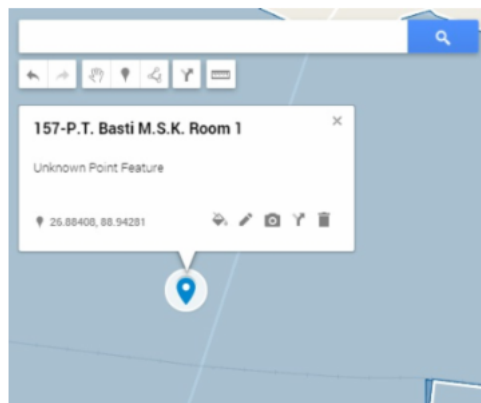 157-P.T. Basti M.S.K. Room 1
Unknown Point Feature
26.88408, 88.94281